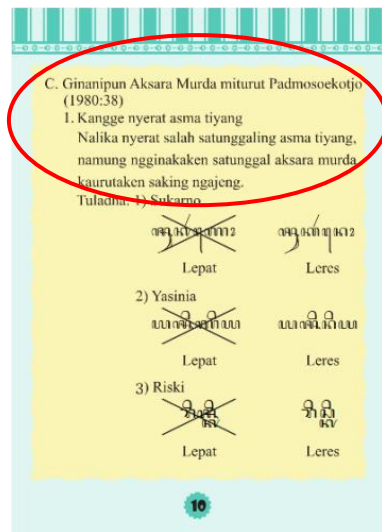 C. Ginanipun Aksara Murda miturut Padmosoekotjo
(1980:38)
1. Kangge nyerat asma tiyang
Nalika nyerat salah satunggaling asma tiyang,
namung ngginakaken satunggal aksara murda
kaurutaken saking ngajeng.
Tuladha: 1) Sukarno
Lepat Leres
2) Yasinia
Lepat Leres
3) Riski
Lepat Leres
10